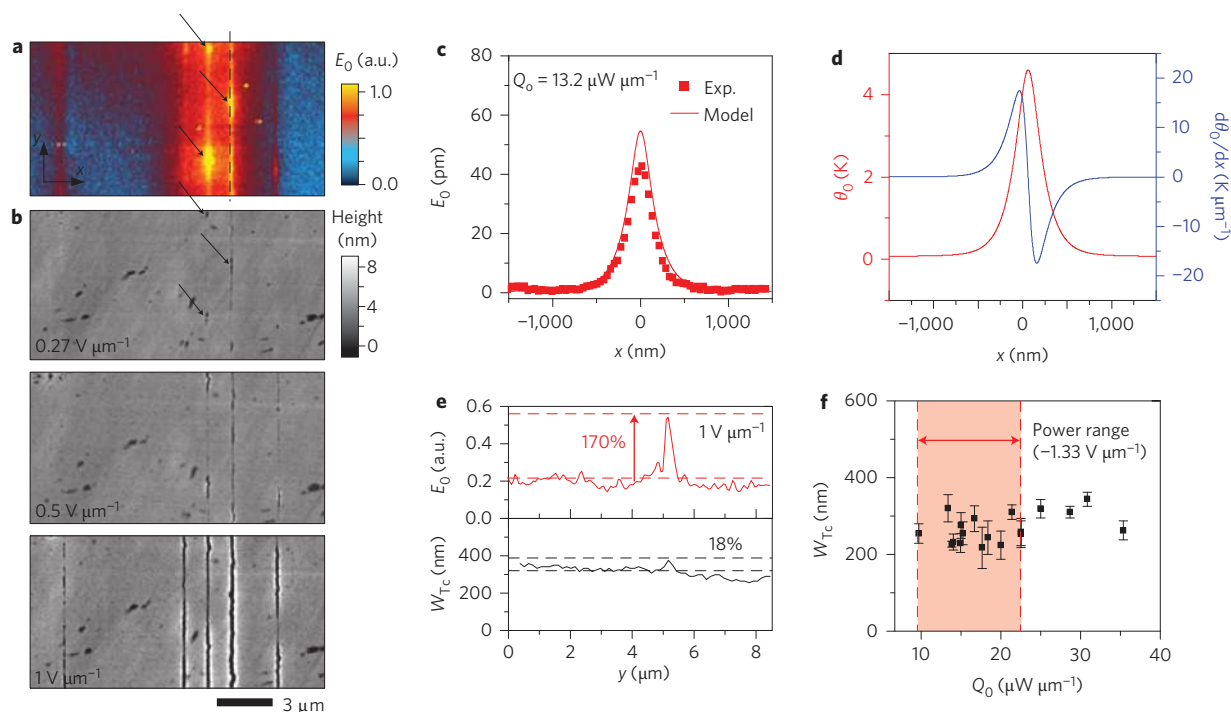 a
E₀ (a.u.)
1.0
0.0
y
x
b
Height
(nm)
8
4
0
0.27 V µm⁻¹
0.5 V µm⁻¹
1 V µm⁻¹
3 µm
c
80
60
40
20
0
E₀ (pm)
Q₀ = 13.2 µW µm⁻¹
Exp.
Model
−1,000 0 1,000
x (nm)
d
4
2
0
θ₀ (K)
20
10
0
−10
−20
dθ₀/dx (K µm⁻¹)
−1,000 0 1,000
x (nm)
e
0.6
0.4
0.2
0.0
E₀ (a.u.)
170%
1 V µm⁻¹
400
200
0
W_Tc (nm)
18%
0 2 4 6 8
y (µm)
f
600
400
200
0
W_Tc (nm)
Power range
(−1.33 V µm⁻¹)
10 20 30 40
Q₀ (µW µm⁻¹)